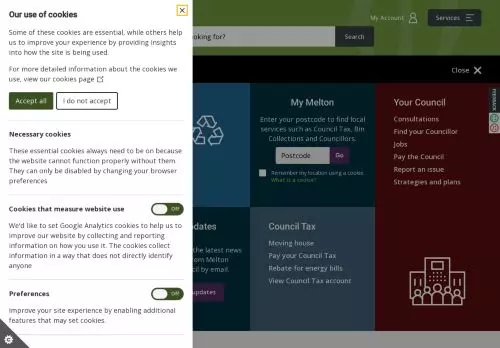 Our use of cookies
Some of these cookies are essential, while others help
us to improve your experience by providing insights
into how the site is being used.
For more detailed information about the cookies we
use, view our cookies page
Accept all
I do not accept
Necessary cookies
These essential cookies always need to be on because
the website cannot function properly without them.
They can only be disabled by changing your browser
preferences
Cookies that measure website use
Off
We'd like to set Google Analytics cookies to help us to
improve our website by collecting and reporting
information on how you use it. The cookies collect
information in a way that does not directly identify
anyone
Preferences
Off
Improve your site experience by enabling additional
features that may set cookies.
My Account
Services
king for?
Search
Close
My Melton
Enter your postcode to find local
services such as Council Tax, Bin
Collections and Councillors.
Postcode
Go
Remember my location using a cookie.
What is a cookie?
Your Council
Consultations
Find your Councillor
Jobs
Pay the Council
Report an issue
Strategies and plans
FEEDBACK
dates
the latest news
rom Melton
cil by email.
updates
Council Tax
Moving house
Pay your Council Tax
Rebate for energy bills
View Council Tax account